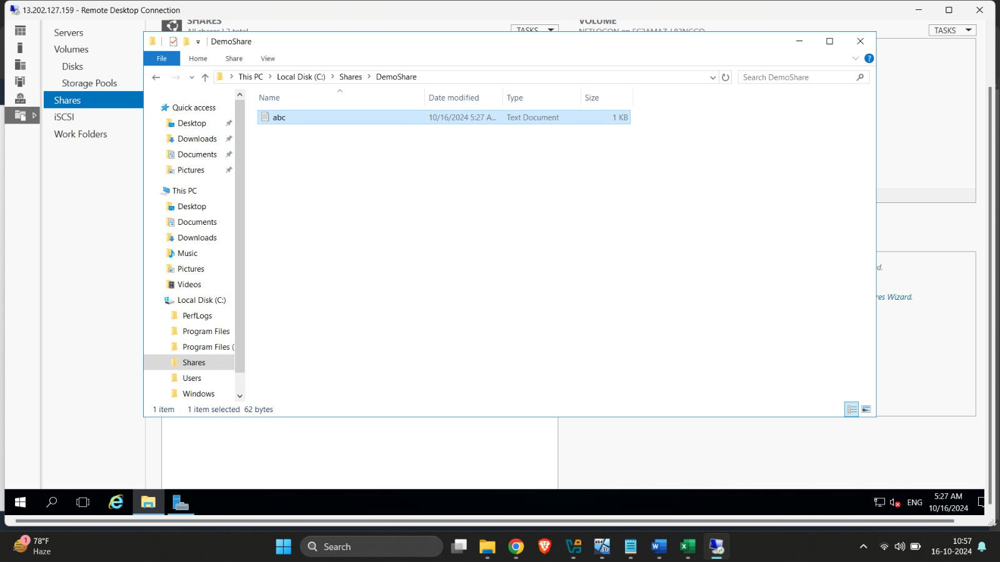 13.202.127.159 - Remote Desktop Connection
Servers
Volumes
Disks
Storage Pools
Shares
iSCSI
Work Folders
SHARES
All shares | 2 total
TASKS
VOLUME
TASKS
DemoShare
File
Home
Share
View
This PC
Local Disk (C:)
Shares
DemoShare
Search DemoShare
Quick access
Desktop
Downloads
Documents
Pictures
This PC
Desktop
Documents
Downloads
Music
Pictures
Videos
Local Disk (C:)
PerfLogs
Program Files
Program Files (
Shares
Users
Windows
Name
Date modified
Type
Size
abc
10/16/2024 5:27 A...
Text Document
1 KB
1 item
1 item selected 62 bytes
ed.
res Wizard.
ENG
5:27 AM
10/16/2024
1
78°F
Haze
Search
X64
10
10:57
16-10-2024